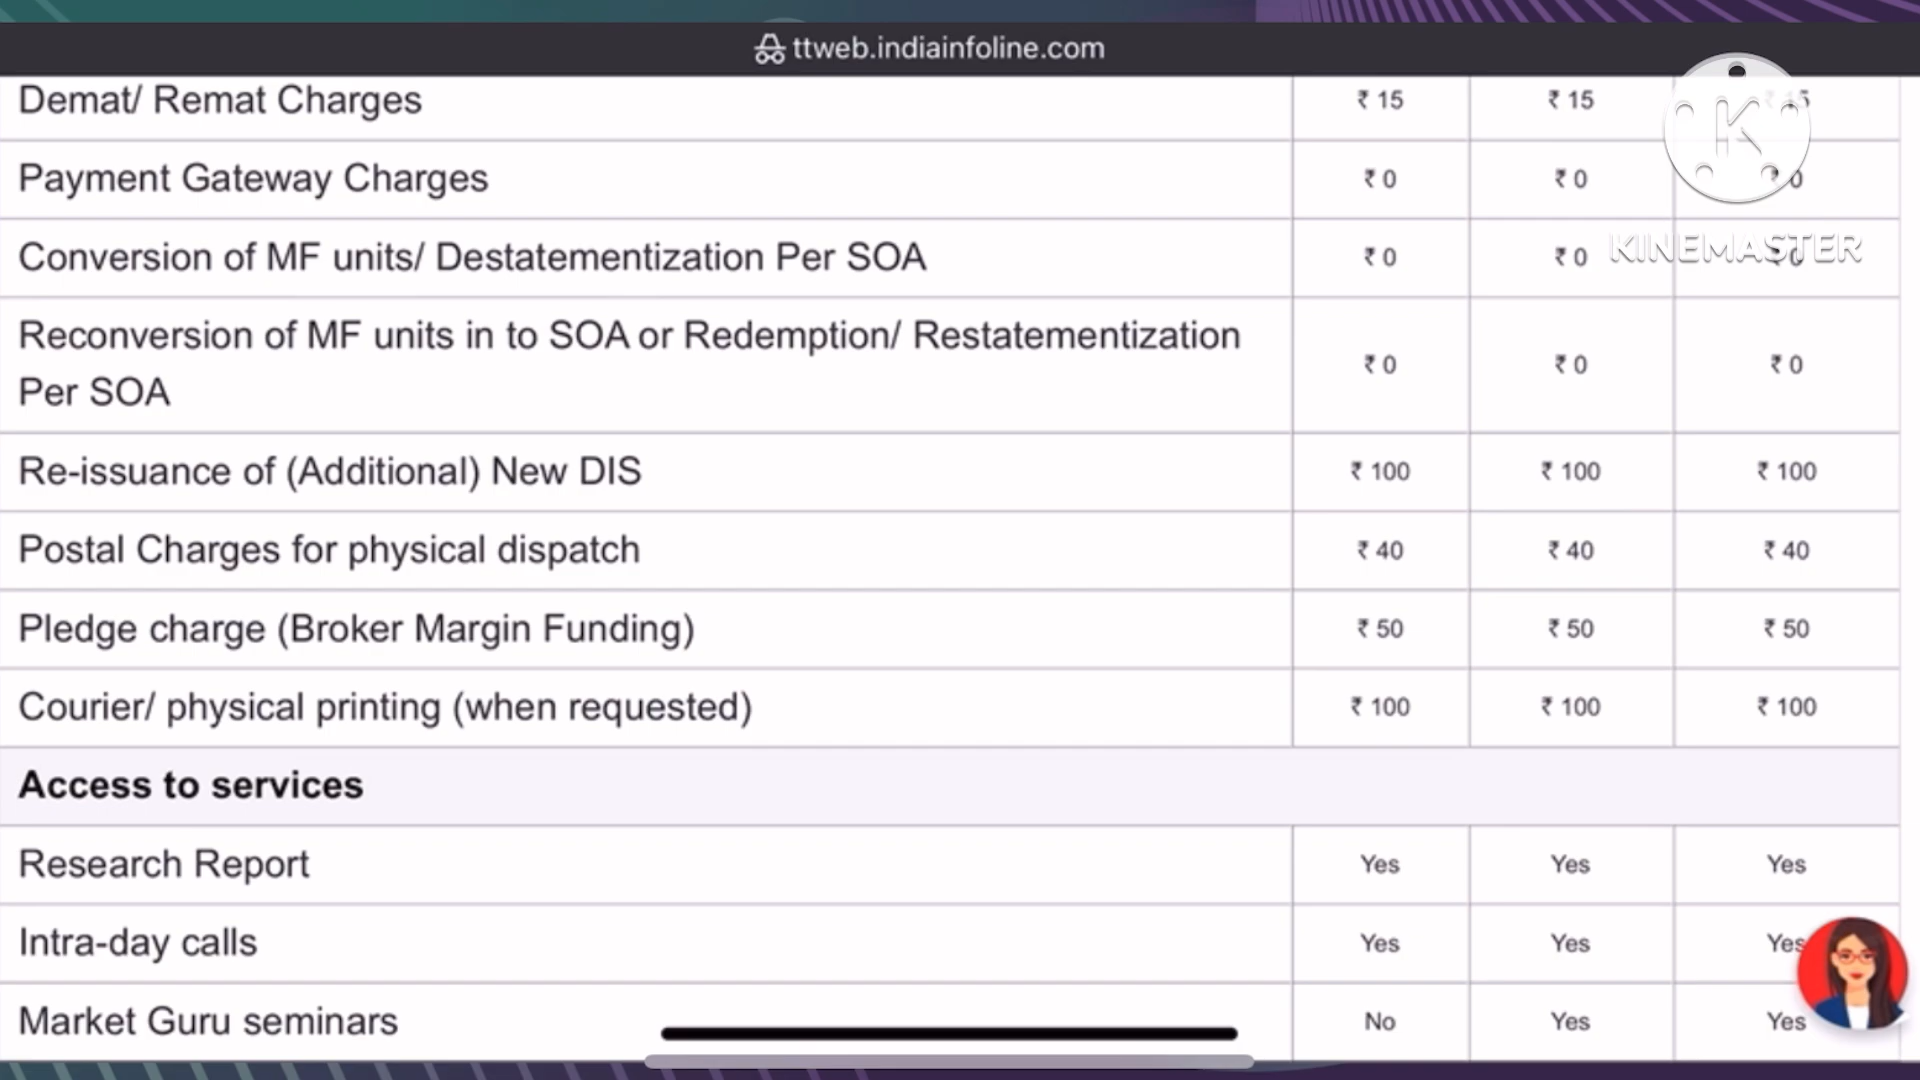 ttweb.indiainfoline.com
Demat/ Remat Charges ₹ 15 ₹ 15 ₹ 15
Payment Gateway Charges ₹ 0 ₹ 0 ₹ 0
Conversion of MF units/ Destatementization Per SOA ₹ 0 ₹ 0 ₹ 0
KINEMASTER
Reconversion of MF units in to SOA or Redemption/ Restatementization
Per SOA ₹ 0 ₹ 0 ₹ 0
Re-issuance of (Additional) New DIS ₹ 100 ₹ 100 ₹ 100
Postal Charges for physical dispatch ₹ 40 ₹ 40 ₹ 40
Pledge charge (Broker Margin Funding) ₹ 50 ₹ 50 ₹ 50
Courier/ physical printing (when requested) ₹ 100 ₹ 100 ₹ 100
Access to services
Research Report Yes Yes Yes
Intra-day calls Yes Yes Yes
Market Guru seminars No Yes Yes